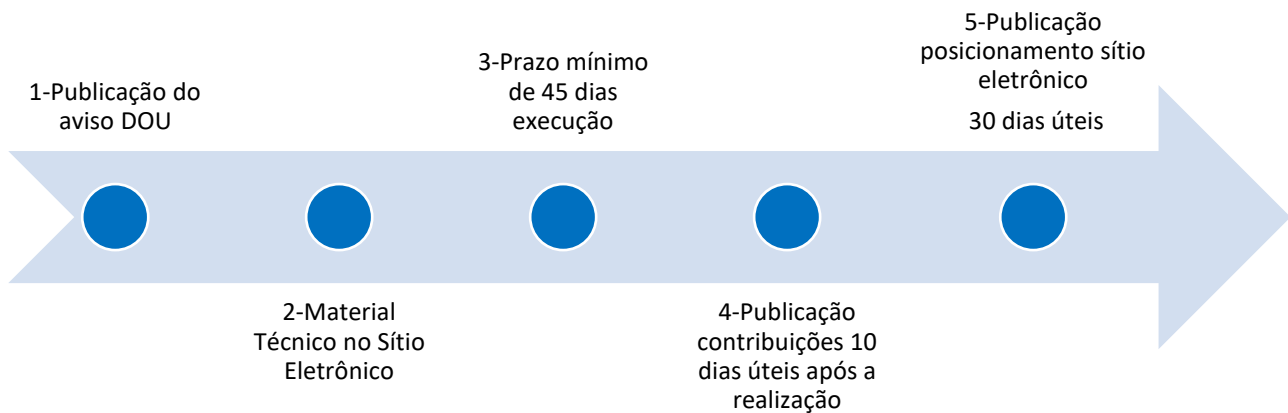 1-Publicação do
aviso DOU
2-Material
Técnico no Sítio
Eletrônico
3-Prazo mínimo
de 45 dias
execução
4-Publicação
contribuições 10
dias úteis após a
realização
5-Publicação
posicionamento sítio
eletrônico
30 dias úteis